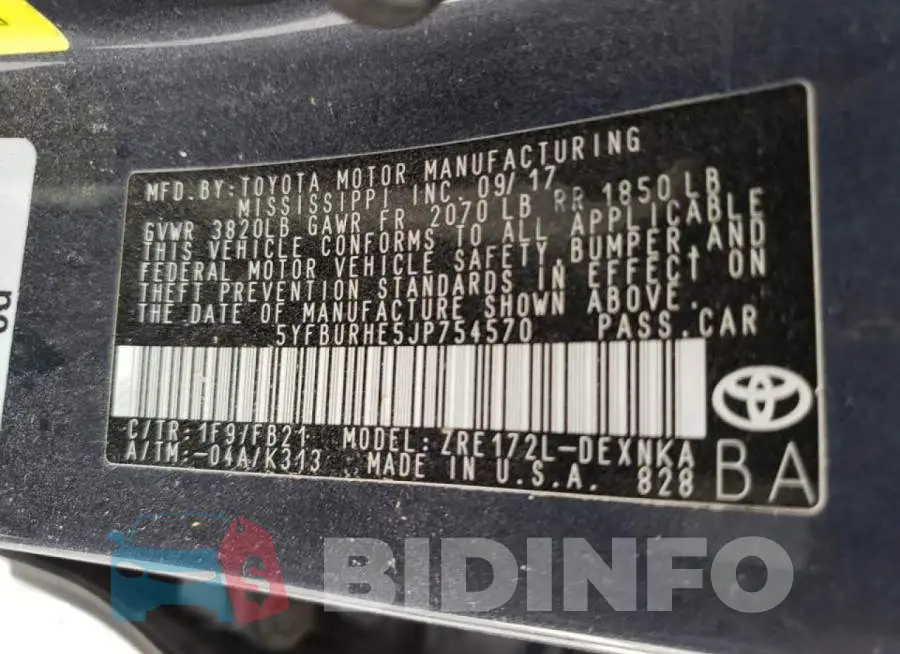 MFD.BY:TOYOTA MOTOR MANUFACTURING
MISSISSIPPI INC. 09/17
GVWR 3820LB GAWR FR 2070 LB RR 1850 LB
THIS VEHICLE CONFORMS TO ALL APPLICABLE
FEDERAL MOTOR VEHICLE SAFETY,BUMPER,AND
THEFT PREVENTION STANDARDS IN EFFECT ON
THE DATE OF MANUFACTURE SHOWN ABOVE.
5YFBURHE5JP754570 PASS.CAR
C/TR: 1F9/FB21 MODEL: ZRE172L-DEXNKA
A/TM: -04A/K313 MADE IN U.S.A. 828
BA
BIDINFO